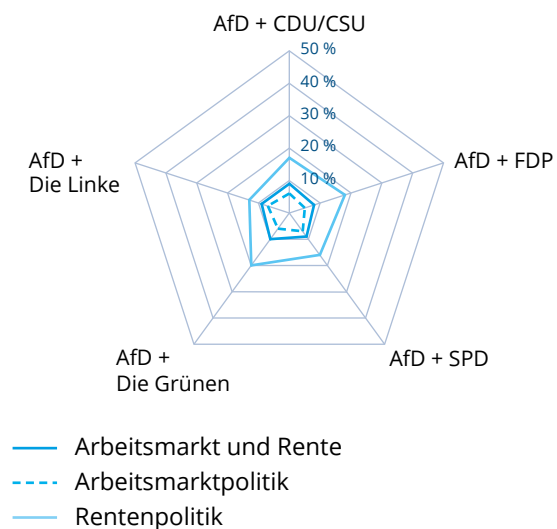 AfD + CDU/CSU
50 %
40 %
30 %
20 %
10 %
AfD +
Die Linke
AfD + FDP
AfD +
Die Grünen
AfD + SPD
Arbeitsmarkt und Rente
Arbeitsmarktpolitik
Rentenpolitik